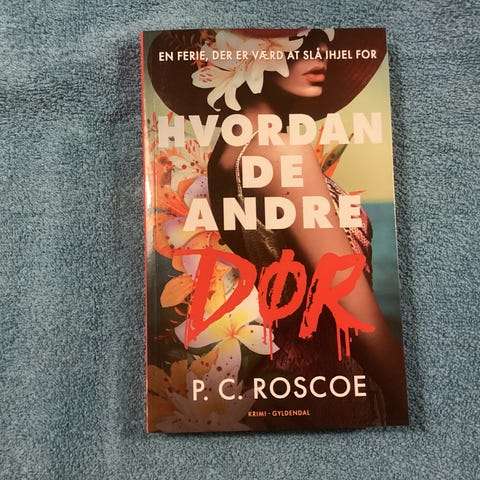 EN FERIE, DER ER VÆRD AT SLÅ IHJEL FOR
HVORDAN
DE
ANDRE
DØR
P. C. ROSCOE
KRIMI · GYLDENDAL